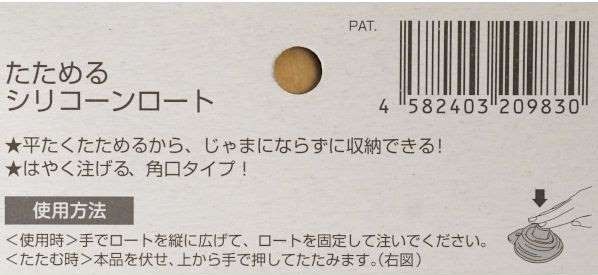 PAT.
たためる
シリコーンロート
4 582403 209830
★平たくたためるから、じゃまにならずに収納できる!
★はやく注げる、角口タイプ!
使用方法
<使用時>手でロートを縦に広げて、ロートを固定して注いでください。
<たたむ時>本品を伏せ、上から手で押してたたみます。(右図)